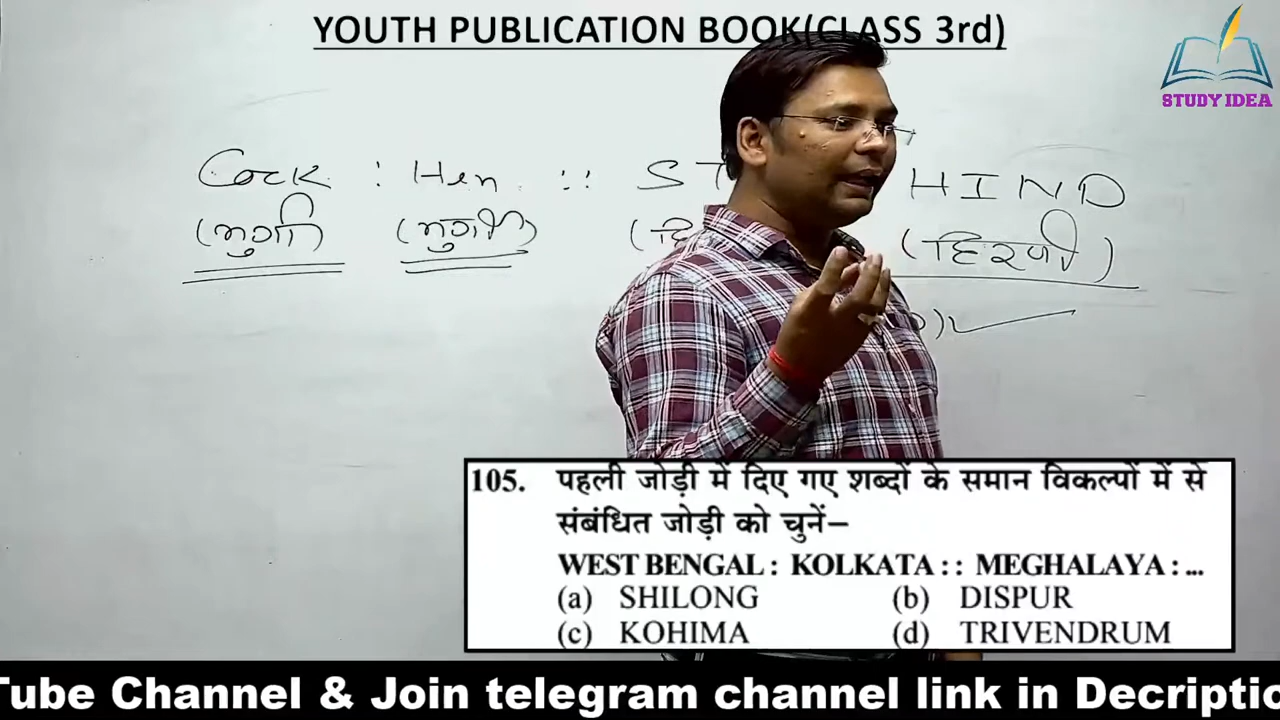 YOUTH PUBLICATION BOOK(CLASS 3rd)
STUDY IDEA
Cock : Hen :: ST HIND
(मुर्गा) (मुर्गी) (हिरणी)
105. पहली जोड़ी में दिए गए शब्दों के समान विकल्पों में से
संबंधित जोड़ी को चुनें–
WEST BENGAL : KOLKATA : : MEGHALAYA : ...
(a) SHILONG (b) DISPUR
(c) KOHIMA (d) TRIVENDRUM
Tube Channel & Join telegram channel link in Decriptio